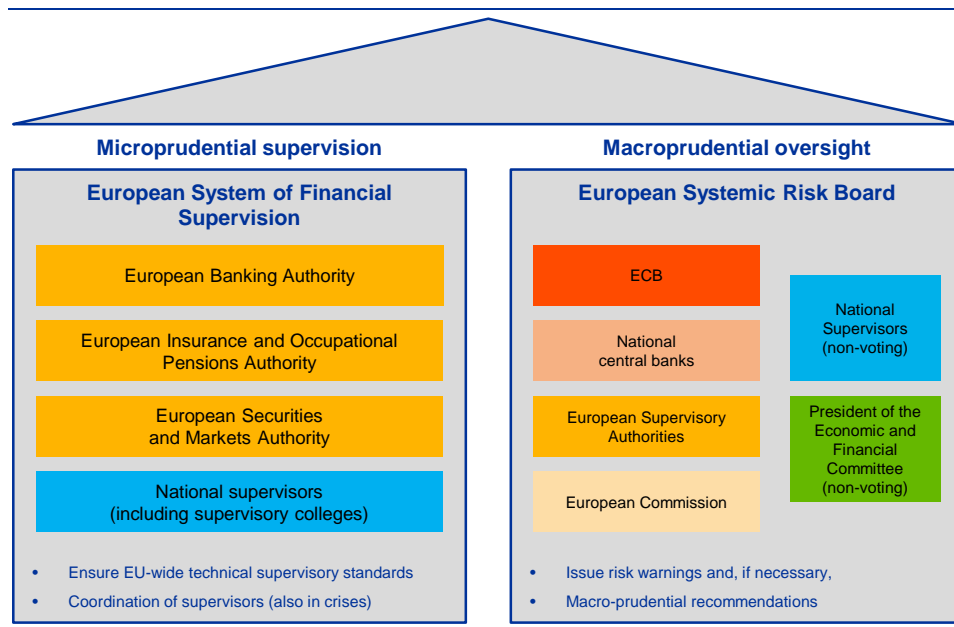 Microprudential supervision
European System of Financial
Supervision
European Banking Authority
European Insurance and Occupational
Pensions Authority
European Securities
and Markets Authority
National supervisors
(including supervisory colleges)
• Ensure EU-wide technical supervisory standards
• Coordination of supervisors (also in crises)
Macroprudential oversight
European Systemic Risk Board
ECB
National
central banks
European Supervisory
Authorities
European Commission
National
Supervisors
(non-voting)
President of the
Economic and
Financial
Committee
(non-voting)
• Issue risk warnings and, if necessary,
• Macro-prudential recommendations